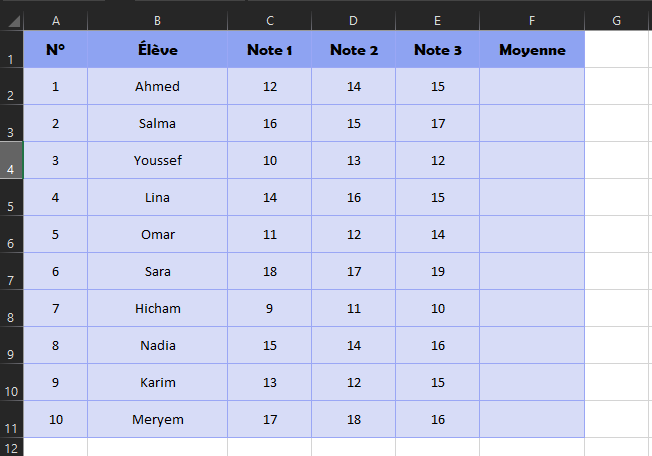 A B C D E F G
1 N° Élève Note 1 Note 2 Note 3 Moyenne
2 1 Ahmed 12 14 15
3 2 Salma 16 15 17
4 3 Youssef 10 13 12
5 4 Lina 14 16 15
6 5 Omar 11 12 14
7 6 Sara 18 17 19
8 7 Hicham 9 11 10
9 8 Nadia 15 14 16
10 9 Karim 13 12 15
11 10 Meryem 17 18 16
12